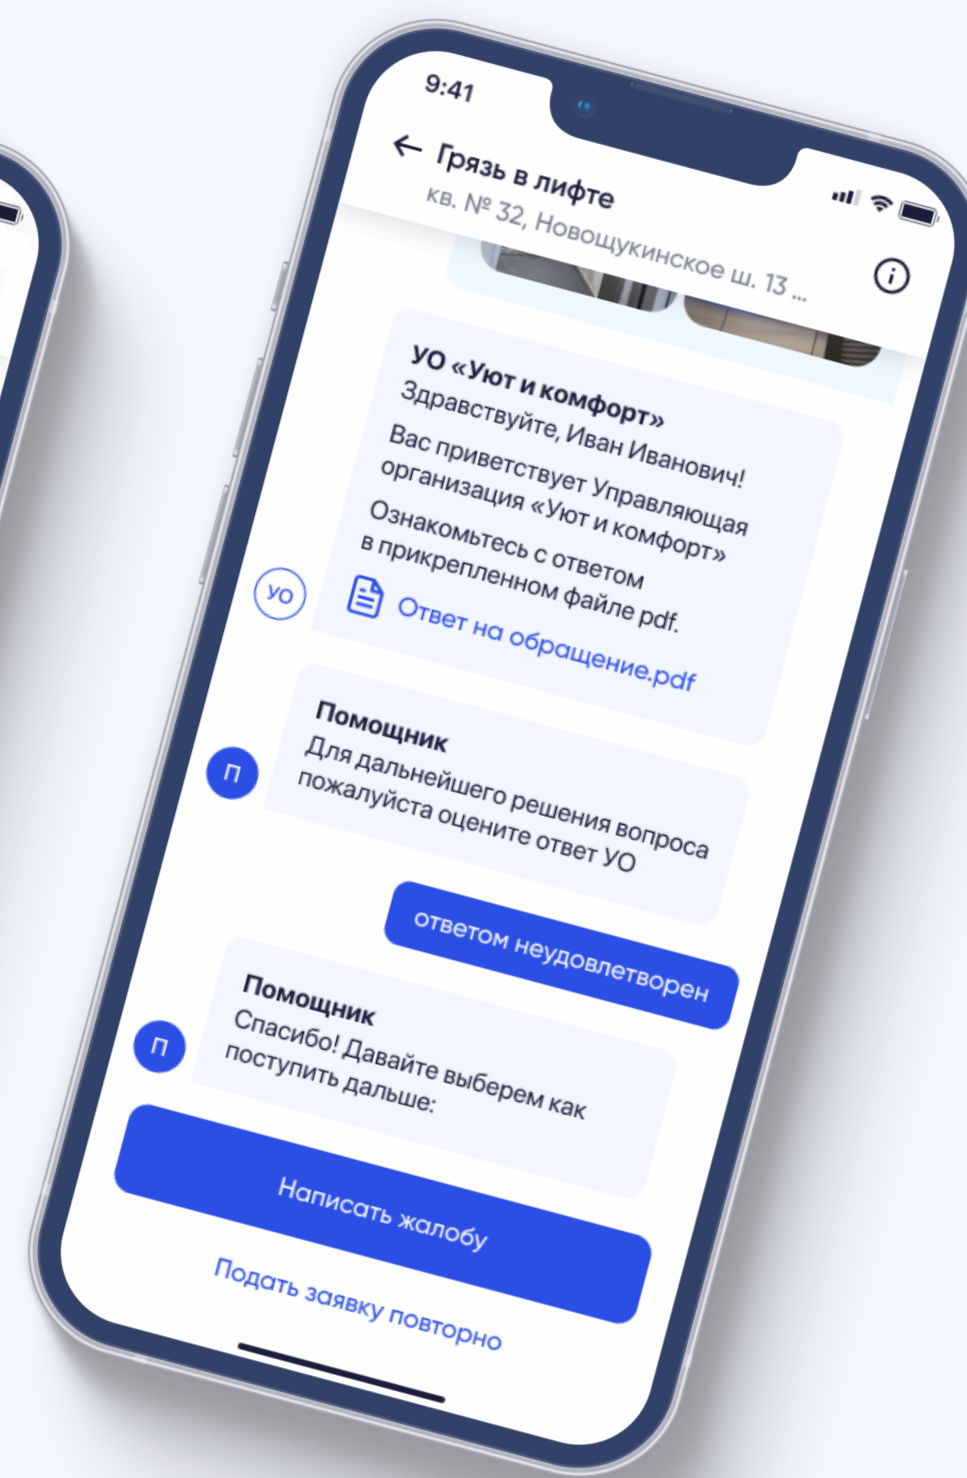 9:41
Грязь в лифте
кв. № 32, Новощукинское ш. 13 ...
УО «Уют и комфорт»
Здравствуйте, Иван Иванович!
Вас приветствует Управляющая
организация «Уют и комфорт»
Ознакомьтесь с ответом
в прикрепленном файле pdf.
Ответ на обращение.pdf
УО
Помощник
Для дальнейшего решения вопроса
пожалуйста оцените ответ УО
П
ответом неудовлетворен
Помощник
Спасибо! Давайте выберем как
поступить дальше:
П
Написать жалобу
Подать заявку повторно